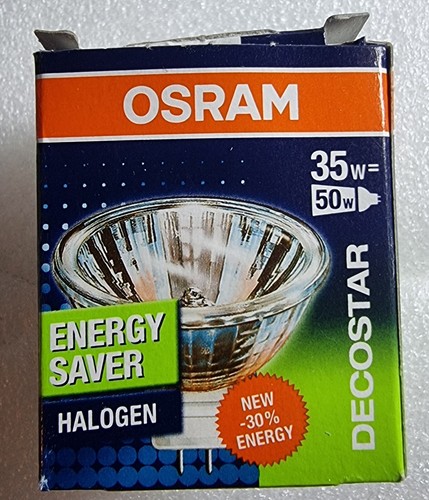 OSRAM
35W=
50W
DECOSTAR
ENERGY
SAVER
HALOGEN
NEW
-30%
ENERGY